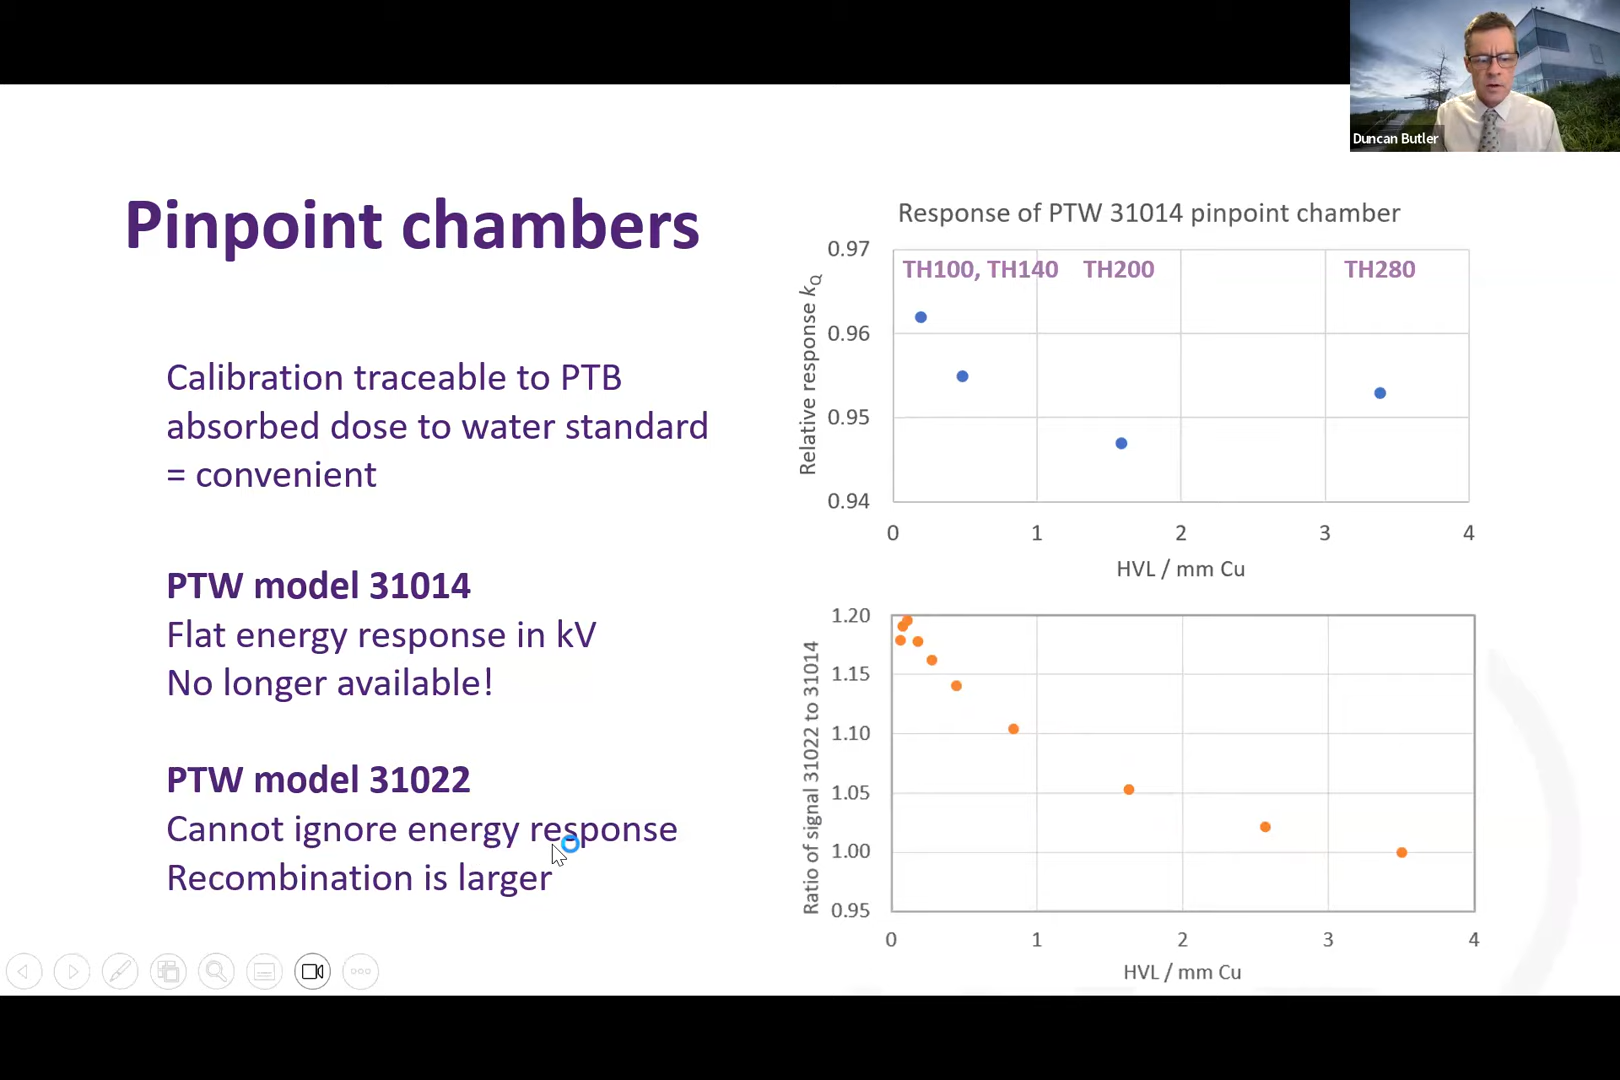 Duncan Butler
Pinpoint chambers
Calibration traceable to PTB
absorbed dose to water standard
= convenient
PTW model 31014
Flat energy response in kV
No longer available!
PTW model 31022
Cannot ignore energy response
Recombination is larger
Response of PTW 31014 pinpoint chamber
0.97
0.96
0.95
0.94
Relative response kQ
TH100, TH140 TH200 TH280
0 1 2 3 4
HVL / mm Cu
1.20
1.15
1.10
1.05
1.00
0.95
Ratio of signal 31022 to 31014
0 1 2 3 4
HVL / mm Cu